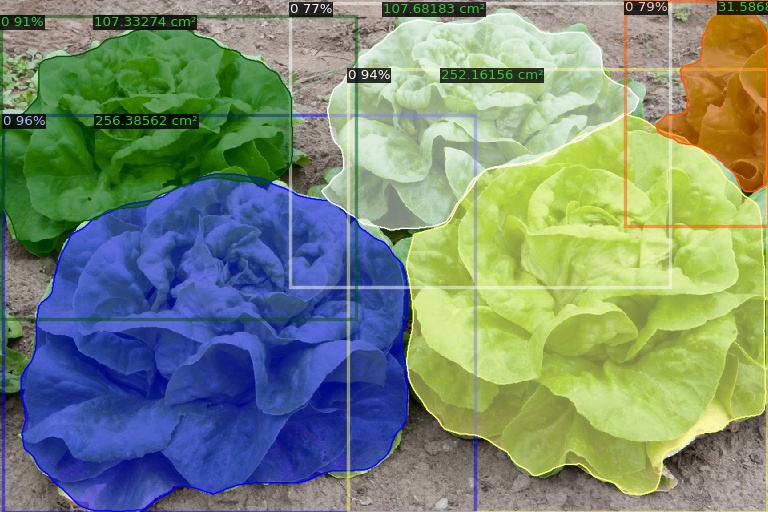 0 91% 107.33274 cm²
0 77% 107.68183 cm²
0 79% 31.5868
0 94% 252.16156 cm²
0 96% 256.38562 cm²